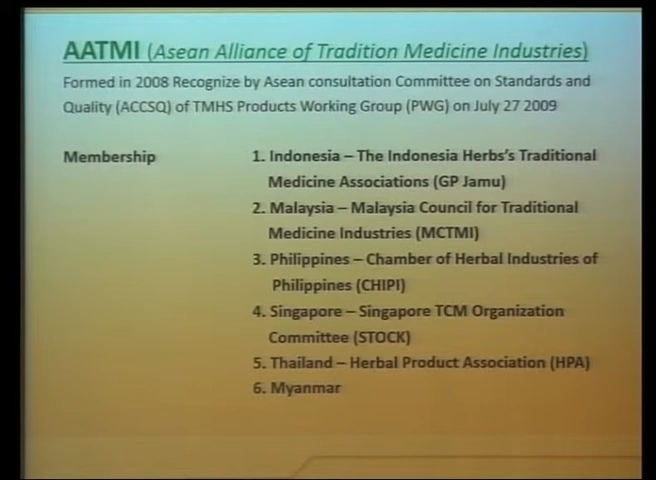 AATMI (Asean Alliance of Tradition Medicine Industries)
Formed in 2008 Recognize by Asean consultation Committee on Standards and
Quality (ACCSQ) of TMHS Products Working Group (PWG) on July 27 2009
Membership
1. Indonesia – The Indonesia Herbs's Traditional
Medicine Associations (GP Jamu)
2. Malaysia – Malaysia Council for Traditional
Medicine Industries (MCTMI)
3. Philippines – Chamber of Herbal Industries of
Philippines (CHIPI)
4. Singapore – Singapore TCM Organization
Committee (STOCK)
5. Thailand – Herbal Product Association (HPA)
6. Myanmar